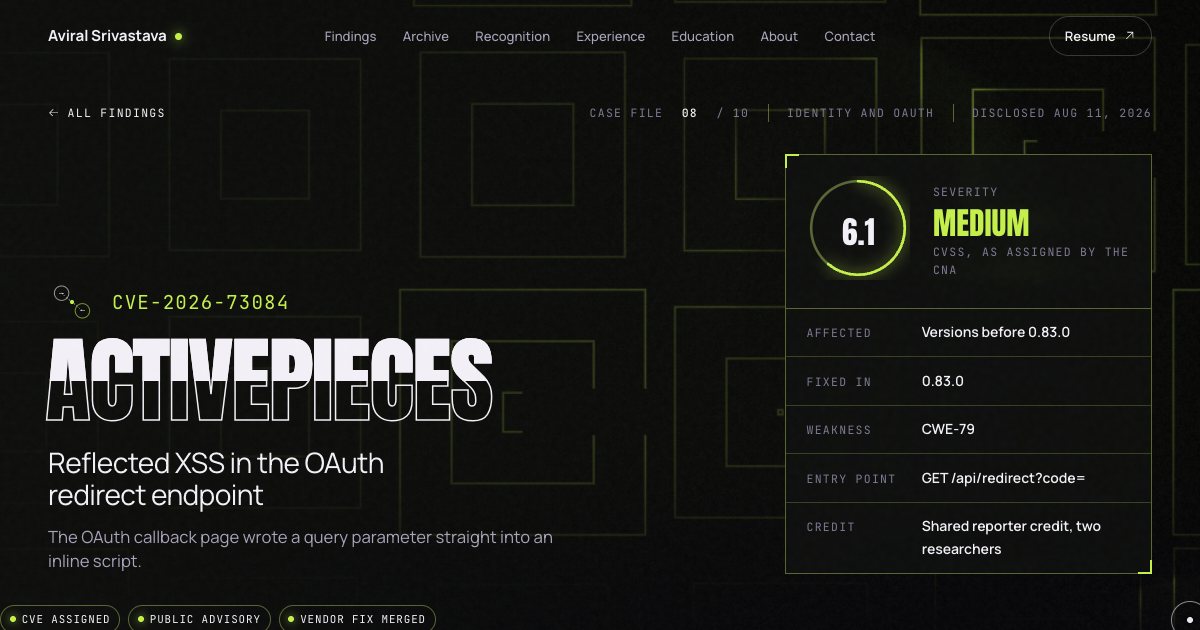 Aviral Srivastava
Findings Archive Recognition Experience Education About Contact
Resume ↗
← ALL FINDINGS
CASE FILE 08 / 10 IDENTITY AND OAUTH DISCLOSED AUG 11, 2026
6.1
SEVERITY
MEDIUM
CVSS, AS ASSIGNED BY THE
CNA
CVE-2026-73084
ACTIVEPIECES
Reflected XSS in the OAuth
redirect endpoint
The OAuth callback page wrote a query parameter straight into an
inline script.
AFFECTED Versions before 0.83.0
FIXED IN 0.83.0
WEAKNESS CWE-79
ENTRY POINT GET /api/redirect?code=
CREDIT Shared reporter credit, two
researchers
CVE ASSIGNED PUBLIC ADVISORY VENDOR FIX MERGED